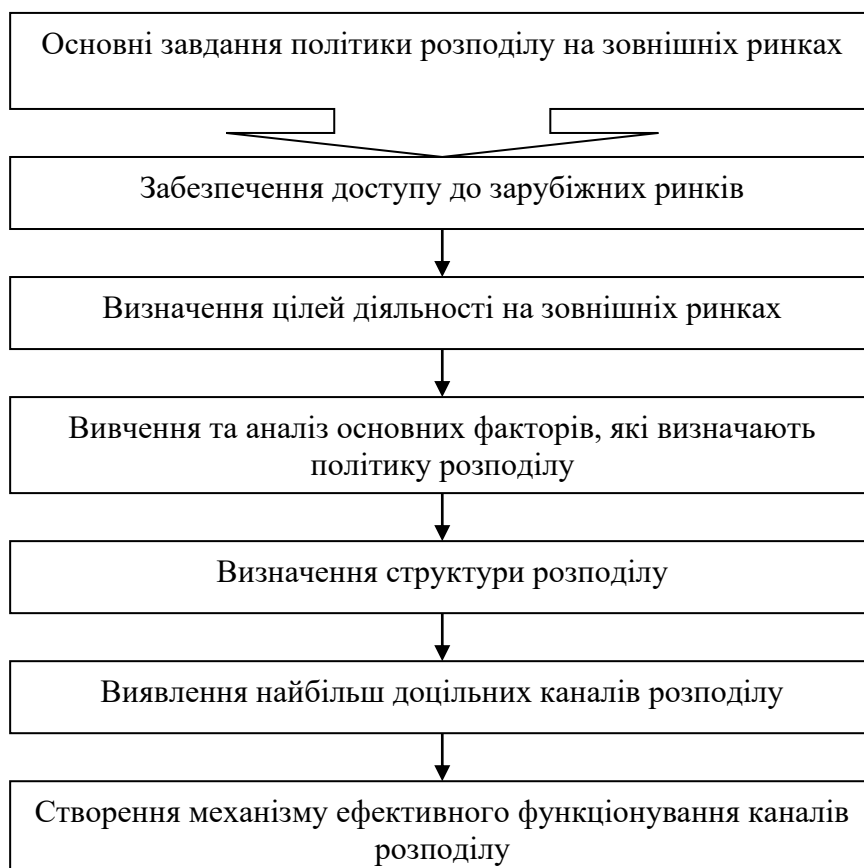 Основні завдання політики розподілу на зовнішніх ринках
Забезпечення доступу до зарубіжних ринків
Визначення цілей діяльності на зовнішніх ринках
Вивчення та аналіз основних факторів, які визначають
політику розподілу
Визначення структури розподілу
Виявлення найбільш доцільних каналів розподілу
Створення механізму ефективного функціонування каналів
розподілу